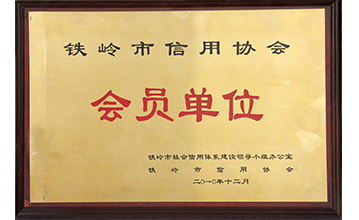 铁岭市信用协会
会员单位
铁岭市社会信用体系建设领导小组办公室
铁岭市信用协会
二〇一〇年十二月